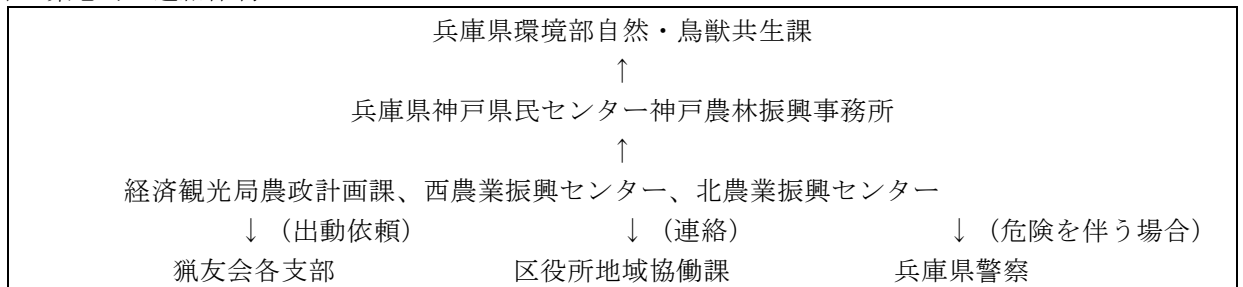 兵庫県環境部自然・鳥獣共生課
↑
兵庫県神戸県民センター神戸農林振興事務所
↑
経済観光局農政計画課、西農業振興センター、北農業振興センター
↓（出動依頼） ↓（連絡） ↓（危険を伴う場合）
猟友会各支部 区役所地域協働課 兵庫県警察